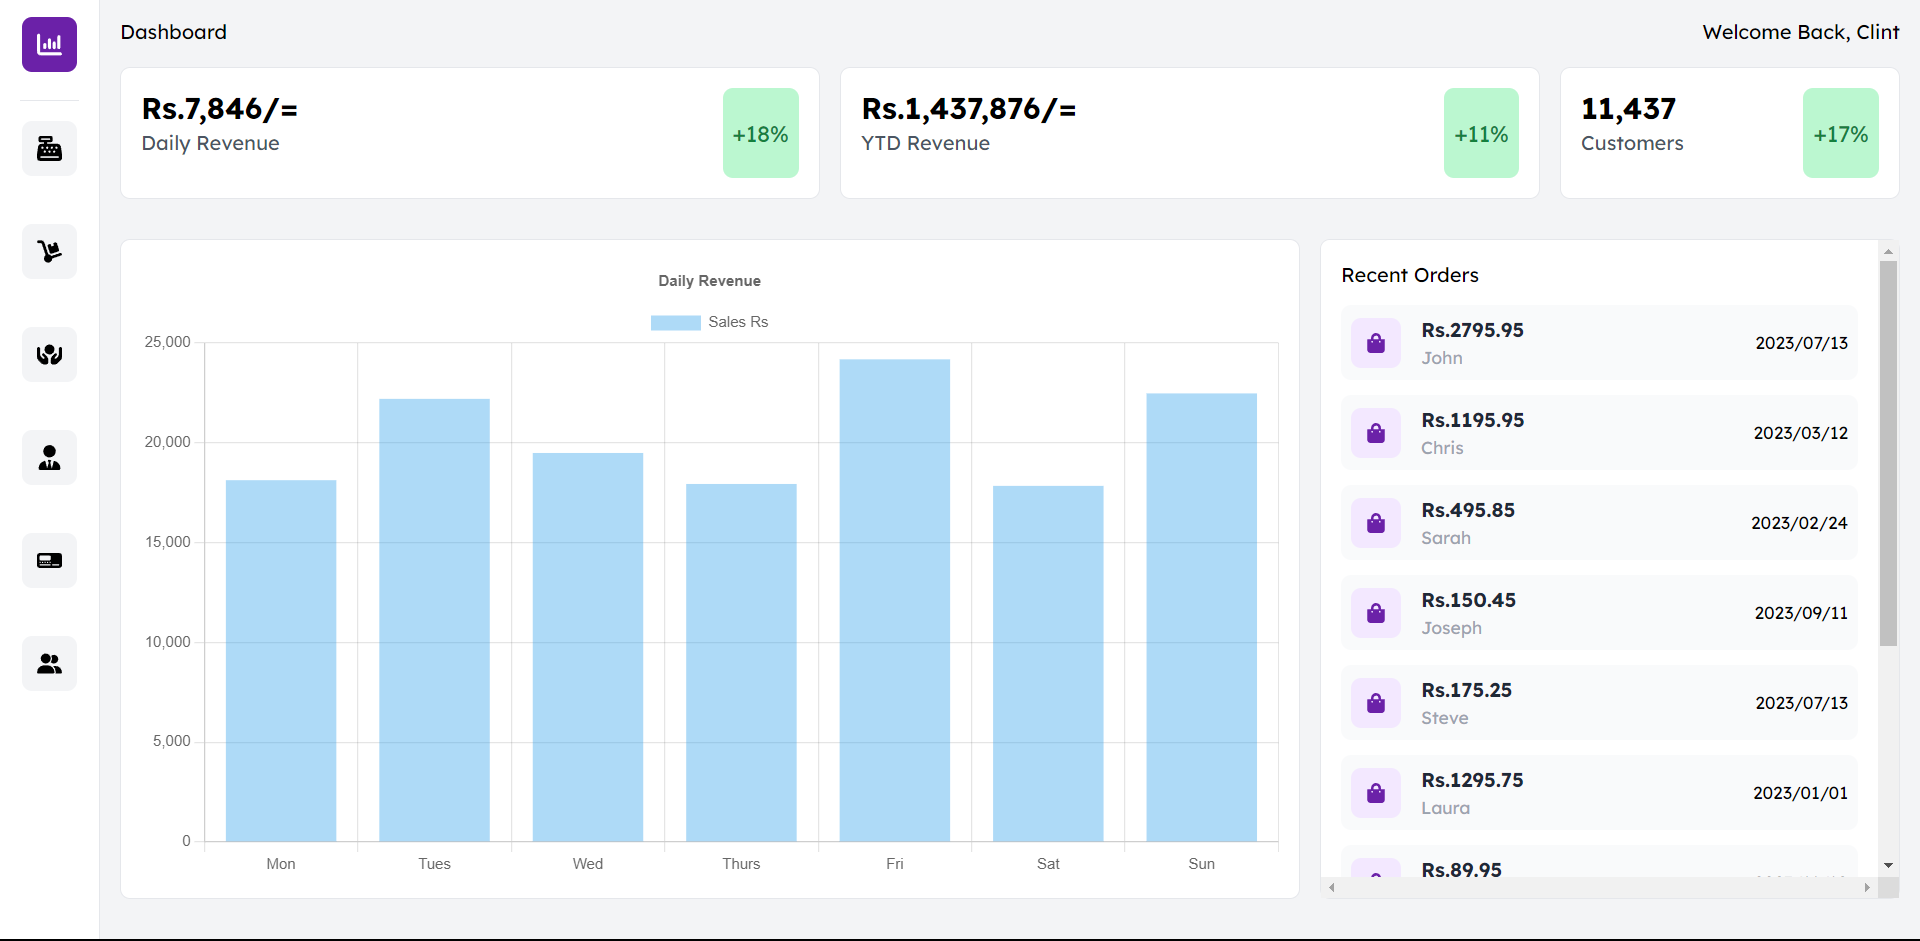 Dashboard
Welcome Back, Clint
Rs.7,846/=
Daily Revenue
+18%
Rs.1,437,876/=
YTD Revenue
+11%
11,437
Customers
+17%
Daily Revenue
Sales Rs
25,000
20,000
15,000
10,000
5,000
0
Mon Tues Wed Thurs Fri Sat Sun
Recent Orders
Rs.2795.95
John
2023/07/13
Rs.1195.95
Chris
2023/03/12
Rs.495.85
Sarah
2023/02/24
Rs.150.45
Joseph
2023/09/11
Rs.175.25
Steve
2023/07/13
Rs.1295.75
Laura
2023/01/01
Rs.89.95